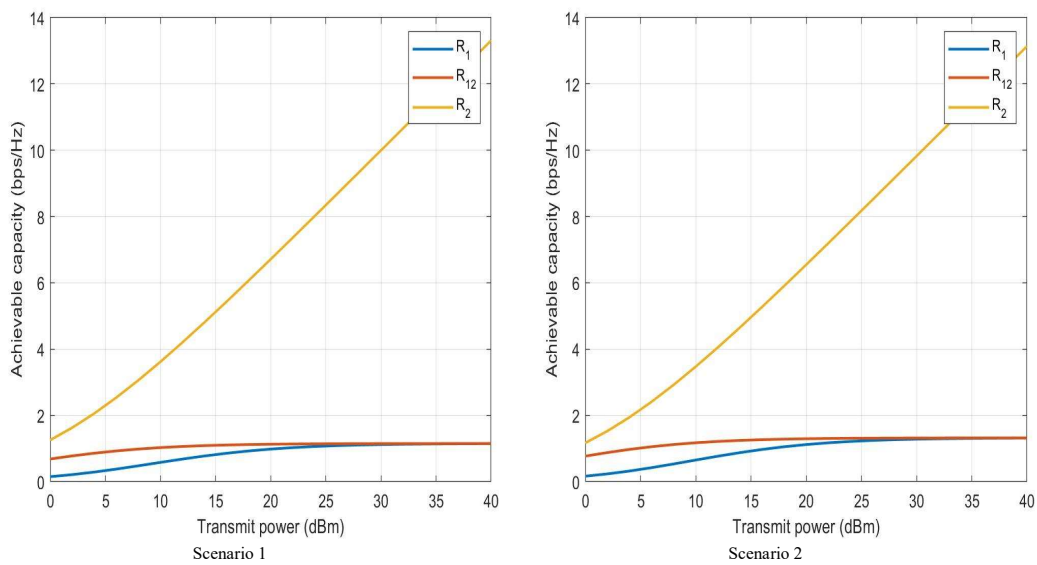 Achievable capacity (bps/Hz)
14
12
10
8
6
4
2
0
R1
R12
R2
0 5 10 15 20 25 30 35 40
Transmit power (dBm)
Scenario 1
Achievable capacity (bps/Hz)
14
12
10
8
6
4
2
0
R1
R12
R2
0 5 10 15 20 25 30 35 40
Transmit power (dBm)
Scenario 2